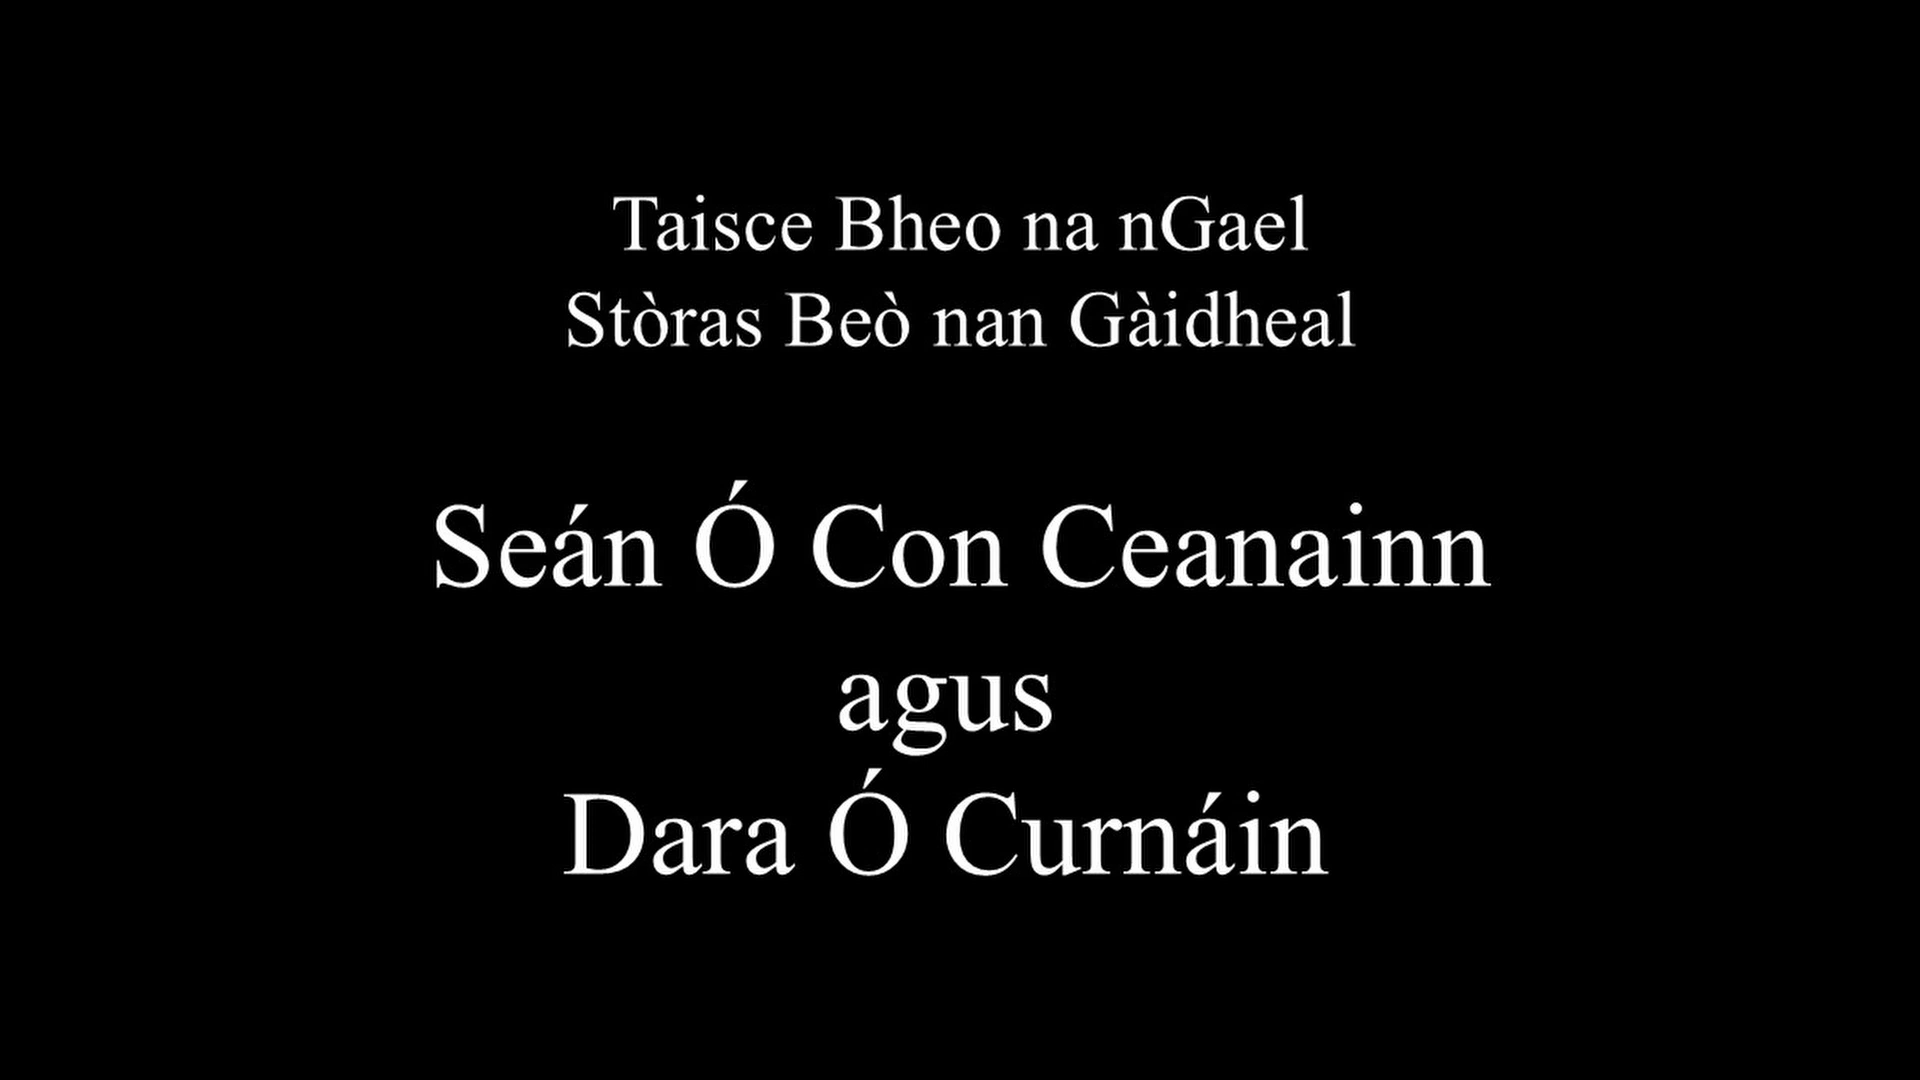 Taisce Bheo na nGael
Stòras Beò nan Gàidheal
Seán Ó Con Ceanainn
agus
Dara Ó Curnáin